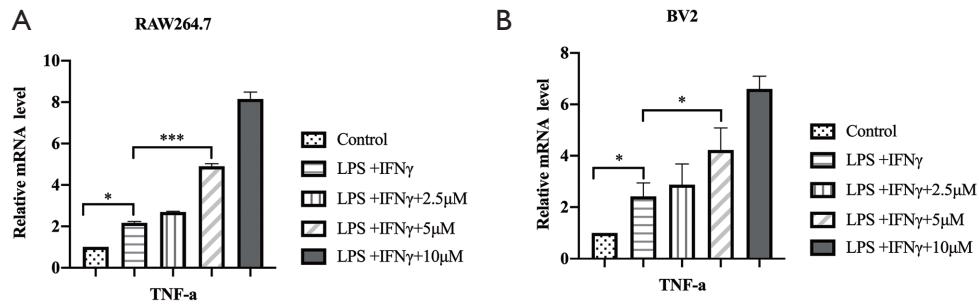 A
RAW264.7
Relative mRNA level
10
8
6
4
2
0
*
***
TNF-a
Control
LPS +IFNγ
LPS +IFNγ+2.5μM
LPS +IFNγ+5μM
LPS +IFNγ+10μM
B
BV2
Relative mRNA level
8
6
4
2
0
*
*
TNF-a
Control
LPS +IFNγ
LPS +IFNγ+2.5μM
LPS +IFNγ+5μM
LPS +IFNγ+10μM